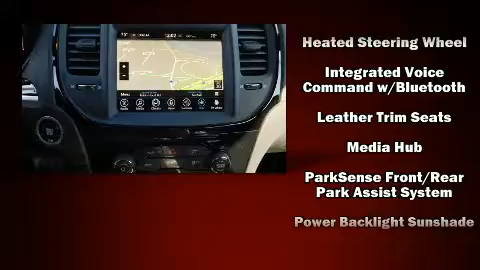 Heated Steering Wheel
Integrated Voice
Command w/Bluetooth
Leather Trim Seats
Media Hub
ParkSense Front/Rear
Park Assist System
Power Backlight Sunshade